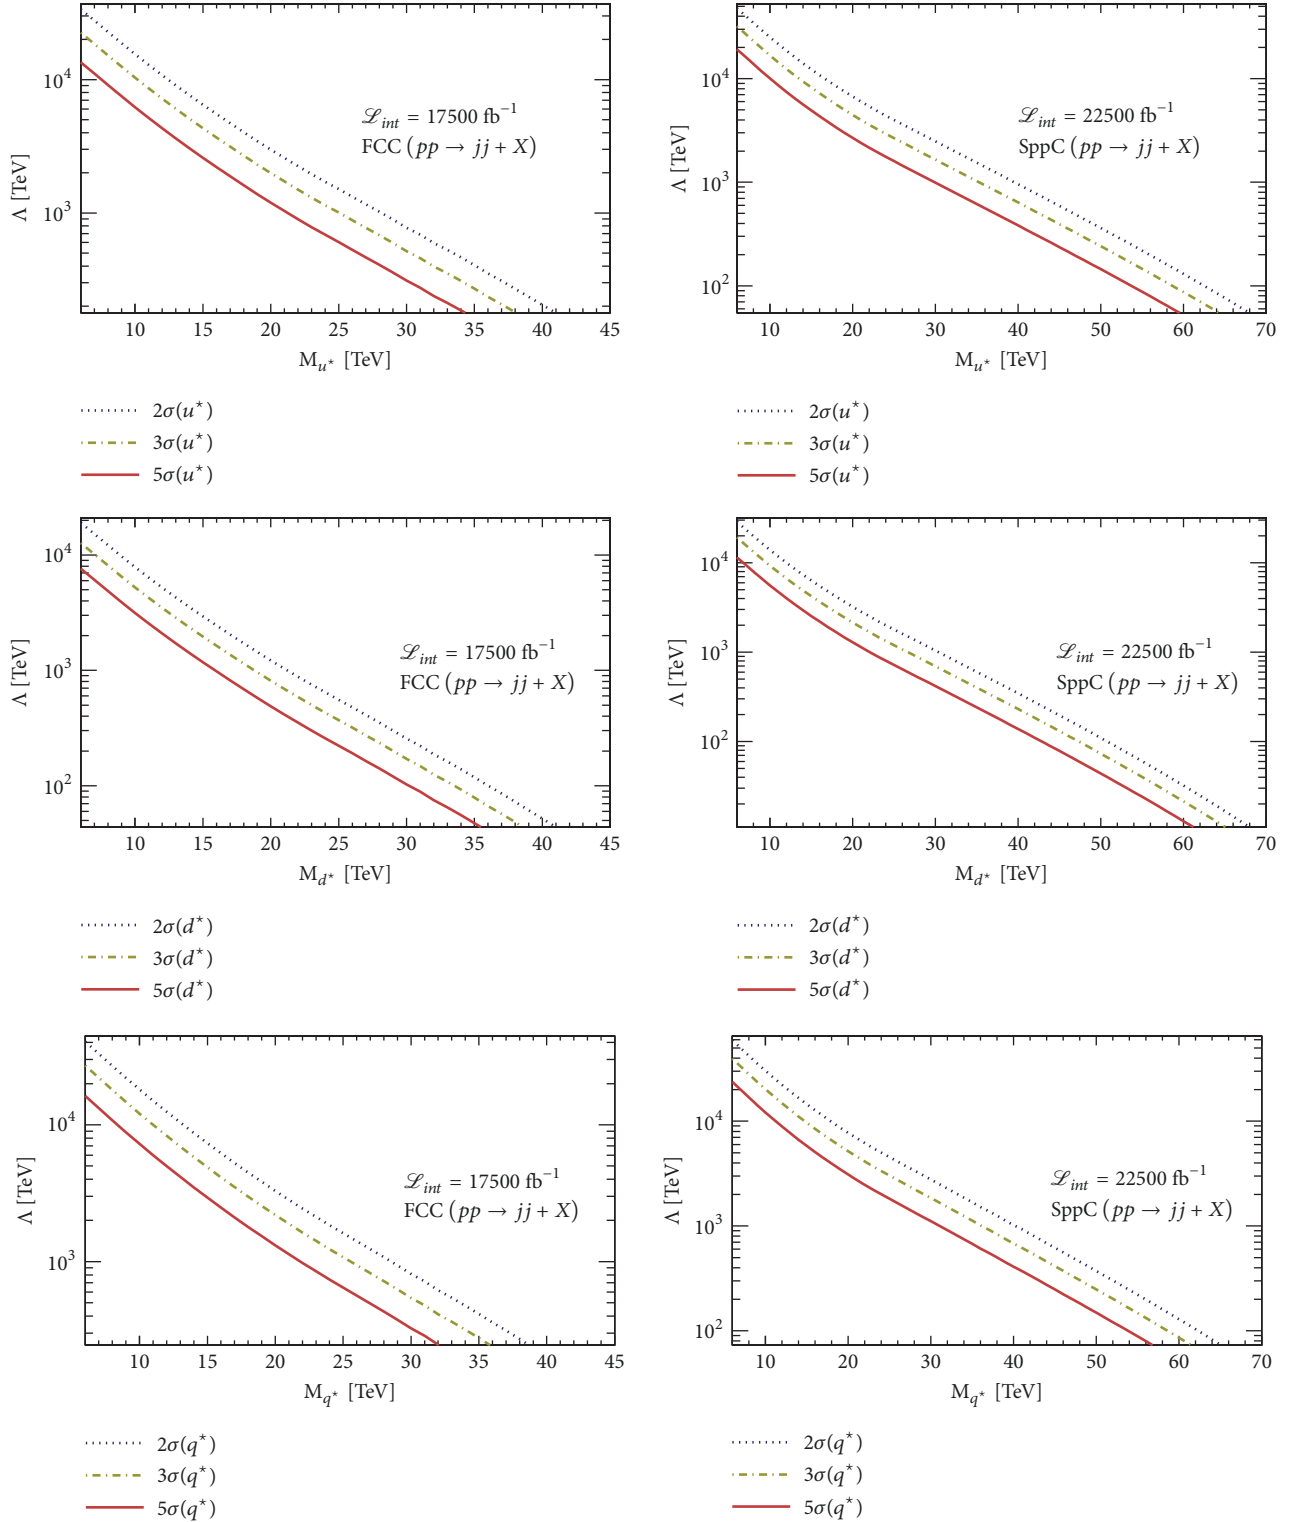 10⁴
10³
Λ [TeV]
ℒint = 17500 fb⁻¹
FCC (pp → jj + X)
10 15 20 25 30 35 40 45
M_u⋆ [TeV]
2σ(u⋆)
3σ(u⋆)
5σ(u⋆)
10⁴
10³
10²
Λ [TeV]
ℒint = 22500 fb⁻¹
SppC (pp → jj + X)
10 20 30 40 50 60 70
M_u⋆ [TeV]
2σ(u⋆)
3σ(u⋆)
5σ(u⋆)
10⁴
10³
10²
Λ [TeV]
ℒint = 17500 fb⁻¹
FCC (pp → jj + X)
10 15 20 25 30 35 40 45
M_d⋆ [TeV]
2σ(d⋆)
3σ(d⋆)
5σ(d⋆)
10⁴
10³
10²
Λ [TeV]
ℒint = 22500 fb⁻¹
SppC (pp → jj + X)
10 20 30 40 50 60 70
M_d⋆ [TeV]
2σ(d⋆)
3σ(d⋆)
5σ(d⋆)
10⁴
10³
Λ [TeV]
ℒint = 17500 fb⁻¹
FCC (pp → jj + X)
10 15 20 25 30 35 40 45
M_q⋆ [TeV]
2σ(q⋆)
3σ(q⋆)
5σ(q⋆)
10⁴
10³
10²
Λ [TeV]
ℒint = 22500 fb⁻¹
SppC (pp → jj + X)
10 20 30 40 50 60 70
M_q⋆ [TeV]
2σ(q⋆)
3σ(q⋆)
5σ(q⋆)